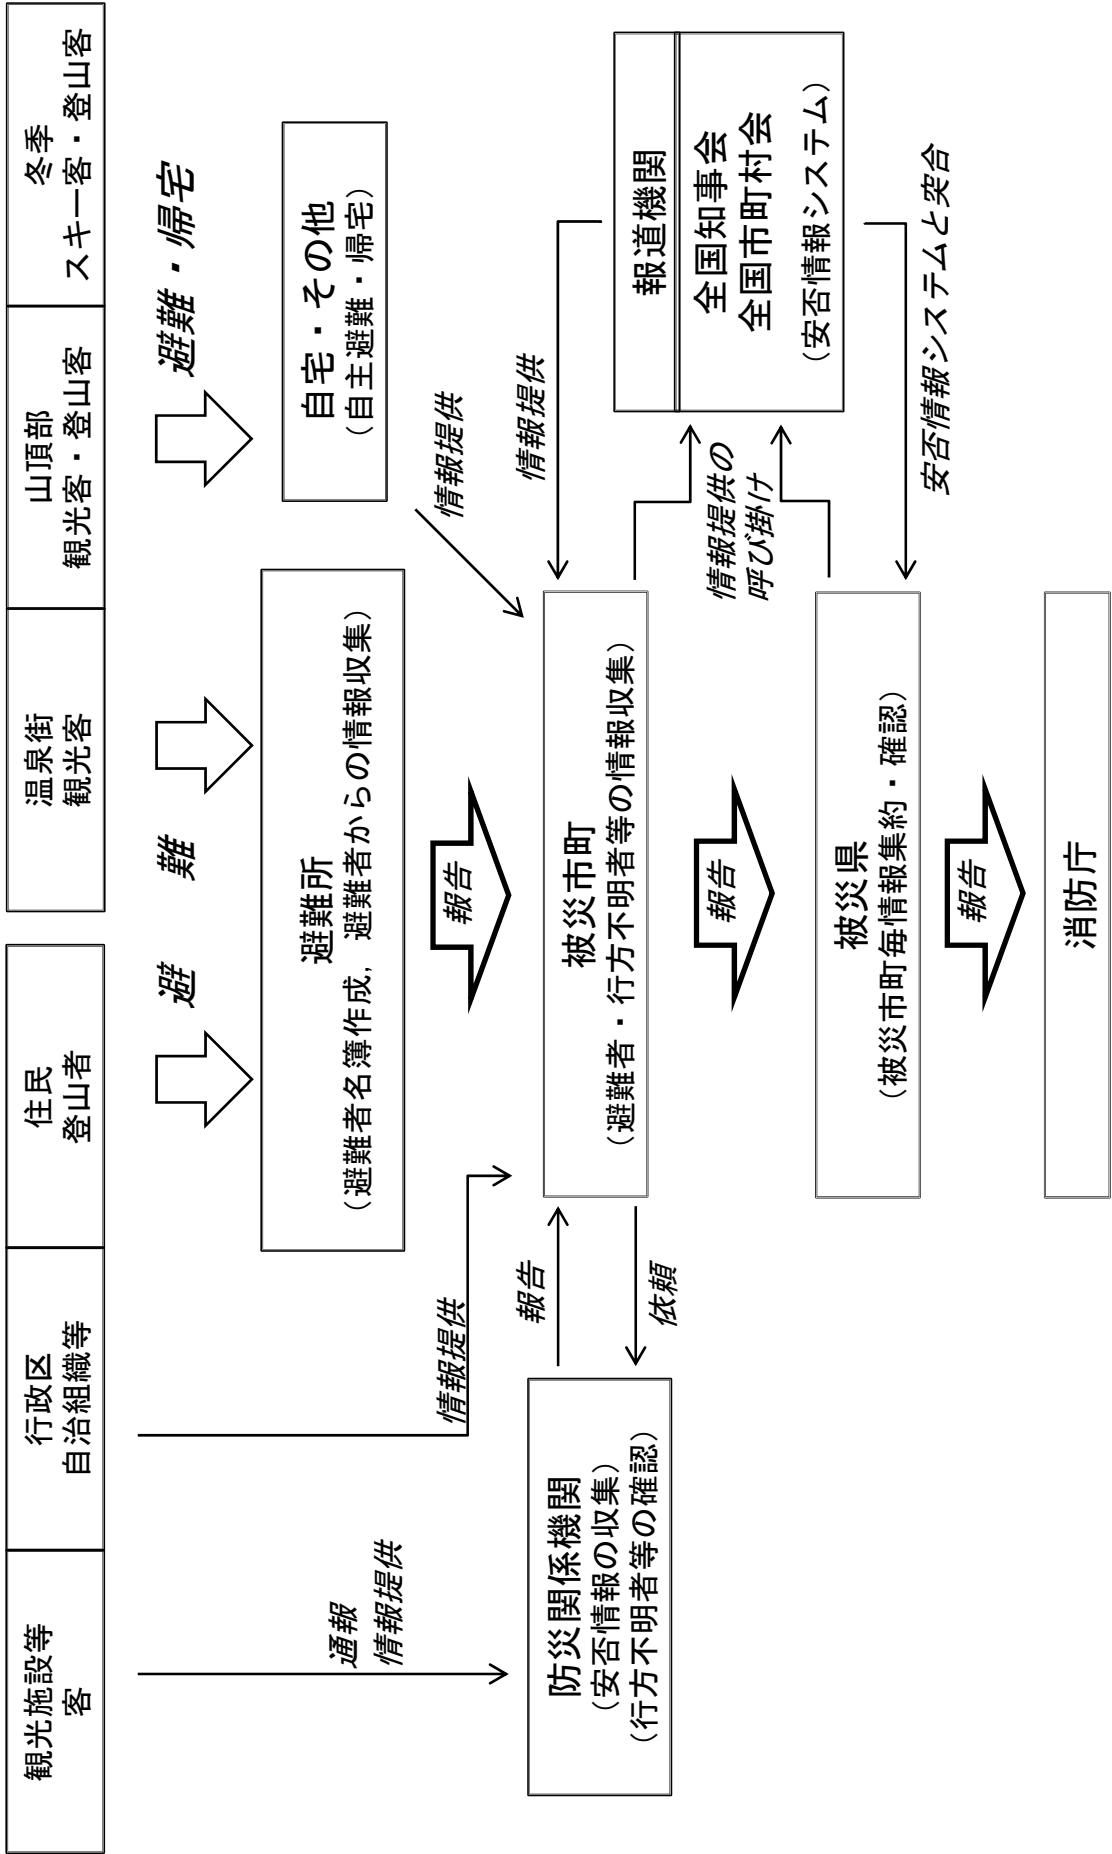 観光施設等
客
行政区
自治組織等
住民
登山者
温泉街
観光客
山頂部
観光客・登山客
冬季
スキー客・登山客
避 難
避難・帰宅
避難所
（避難者名簿作成，避難者からの情報収集）
自宅・その他
（自主避難・帰宅）
通報
情報提供
情報提供
報告
情報提供
情報提供
防災関係機関
（安否情報の収集）
（行方不明者等の確認）
報告
依頼
被災市町
（避難者・行方不明者等の情報収集）
報道機関
全国知事会
全国市町村会
（安否情報システム）
報告
情報提供の
呼び掛け
安否情報システムと突合
被災県
（被災市町毎情報集約・確認）
報告
消防庁